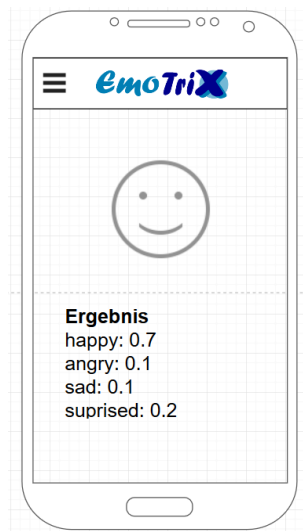 EmoTriX
Ergebnis
happy: 0.7
angry: 0.1
sad: 0.1
suprised: 0.2